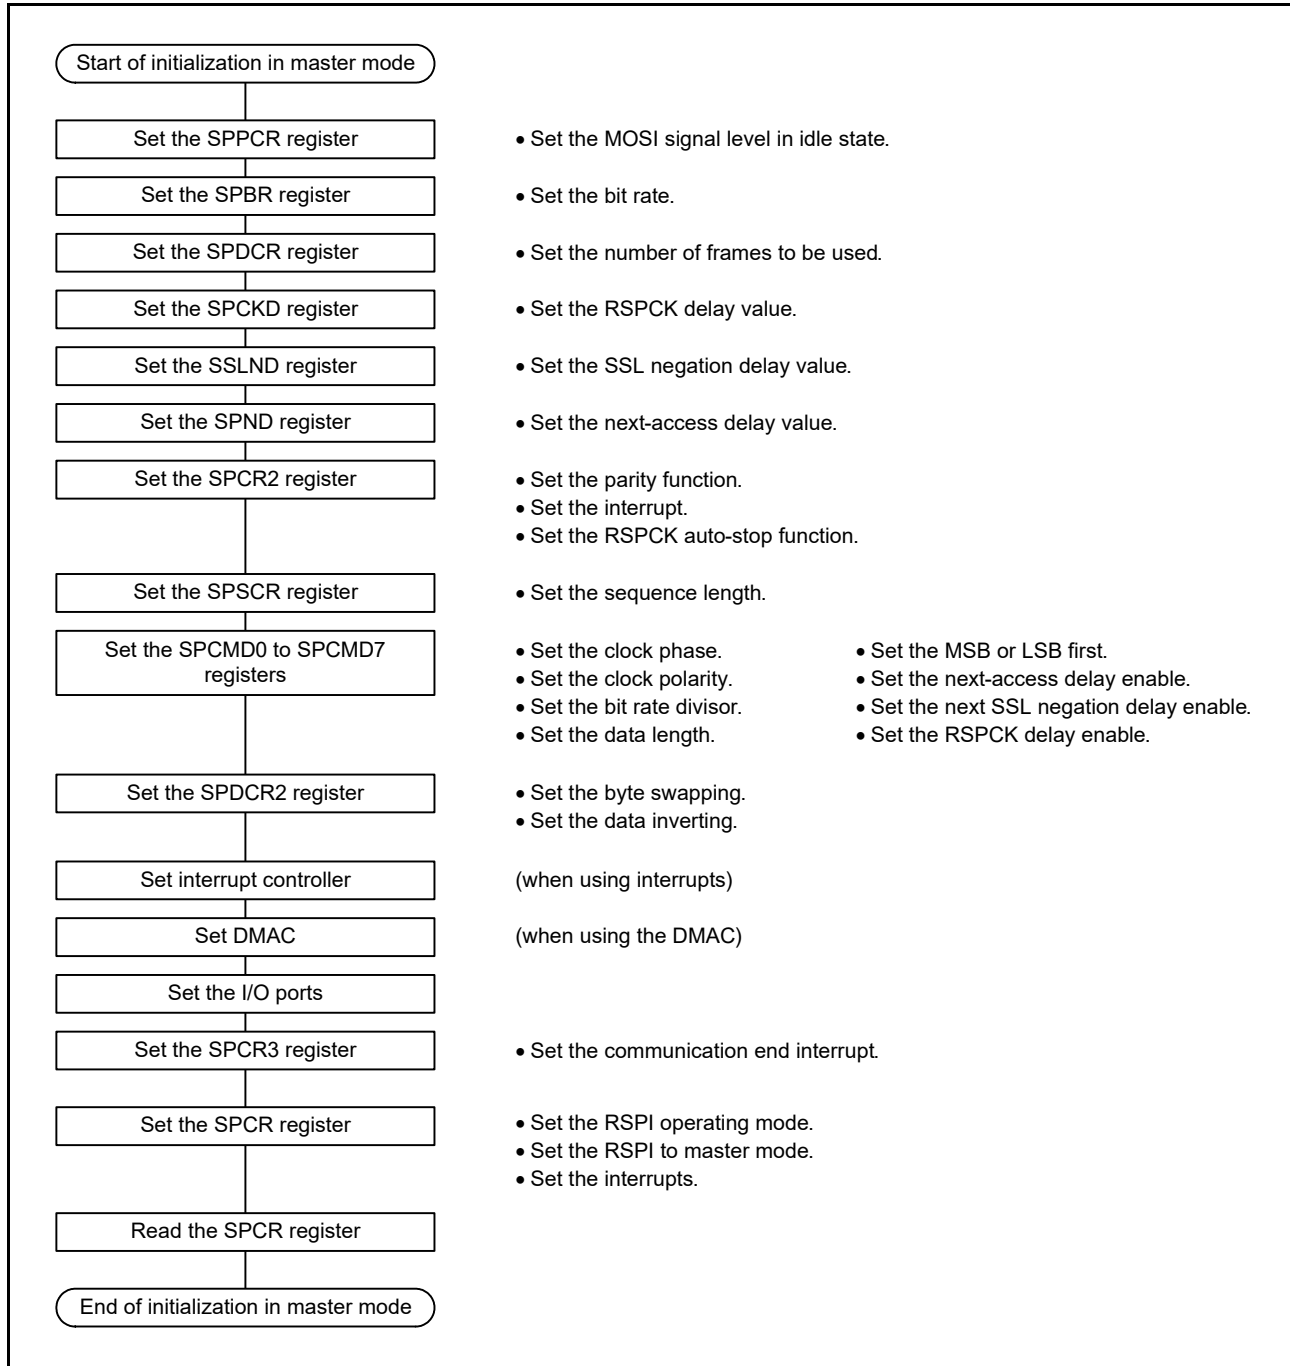 Start of initialization in master mode
Set the SPPCR register
• Set the MOSI signal level in idle state.
Set the SPBR register
• Set the bit rate.
Set the SPDCR register
• Set the number of frames to be used.
Set the SPCKD register
• Set the RSPCK delay value.
Set the SSLND register
• Set the SSL negation delay value.
Set the SPND register
• Set the next-access delay value.
Set the SPCR2 register
• Set the parity function.
• Set the interrupt.
• Set the RSPCK auto-stop function.
Set the SPSCR register
• Set the sequence length.
Set the SPCMD0 to SPCMD7
registers
• Set the clock phase.
• Set the clock polarity.
• Set the bit rate divisor.
• Set the data length.
• Set the MSB or LSB first.
• Set the next-access delay enable.
• Set the next SSL negation delay enable.
• Set the RSPCK delay enable.
Set the SPDCR2 register
• Set the byte swapping.
• Set the data inverting.
Set interrupt controller
(when using interrupts)
Set DMAC
(when using the DMAC)
Set the I/O ports
Set the SPCR3 register
• Set the communication end interrupt.
Set the SPCR register
• Set the RSPI operating mode.
• Set the RSPI to master mode.
• Set the interrupts.
Read the SPCR register
End of initialization in master mode